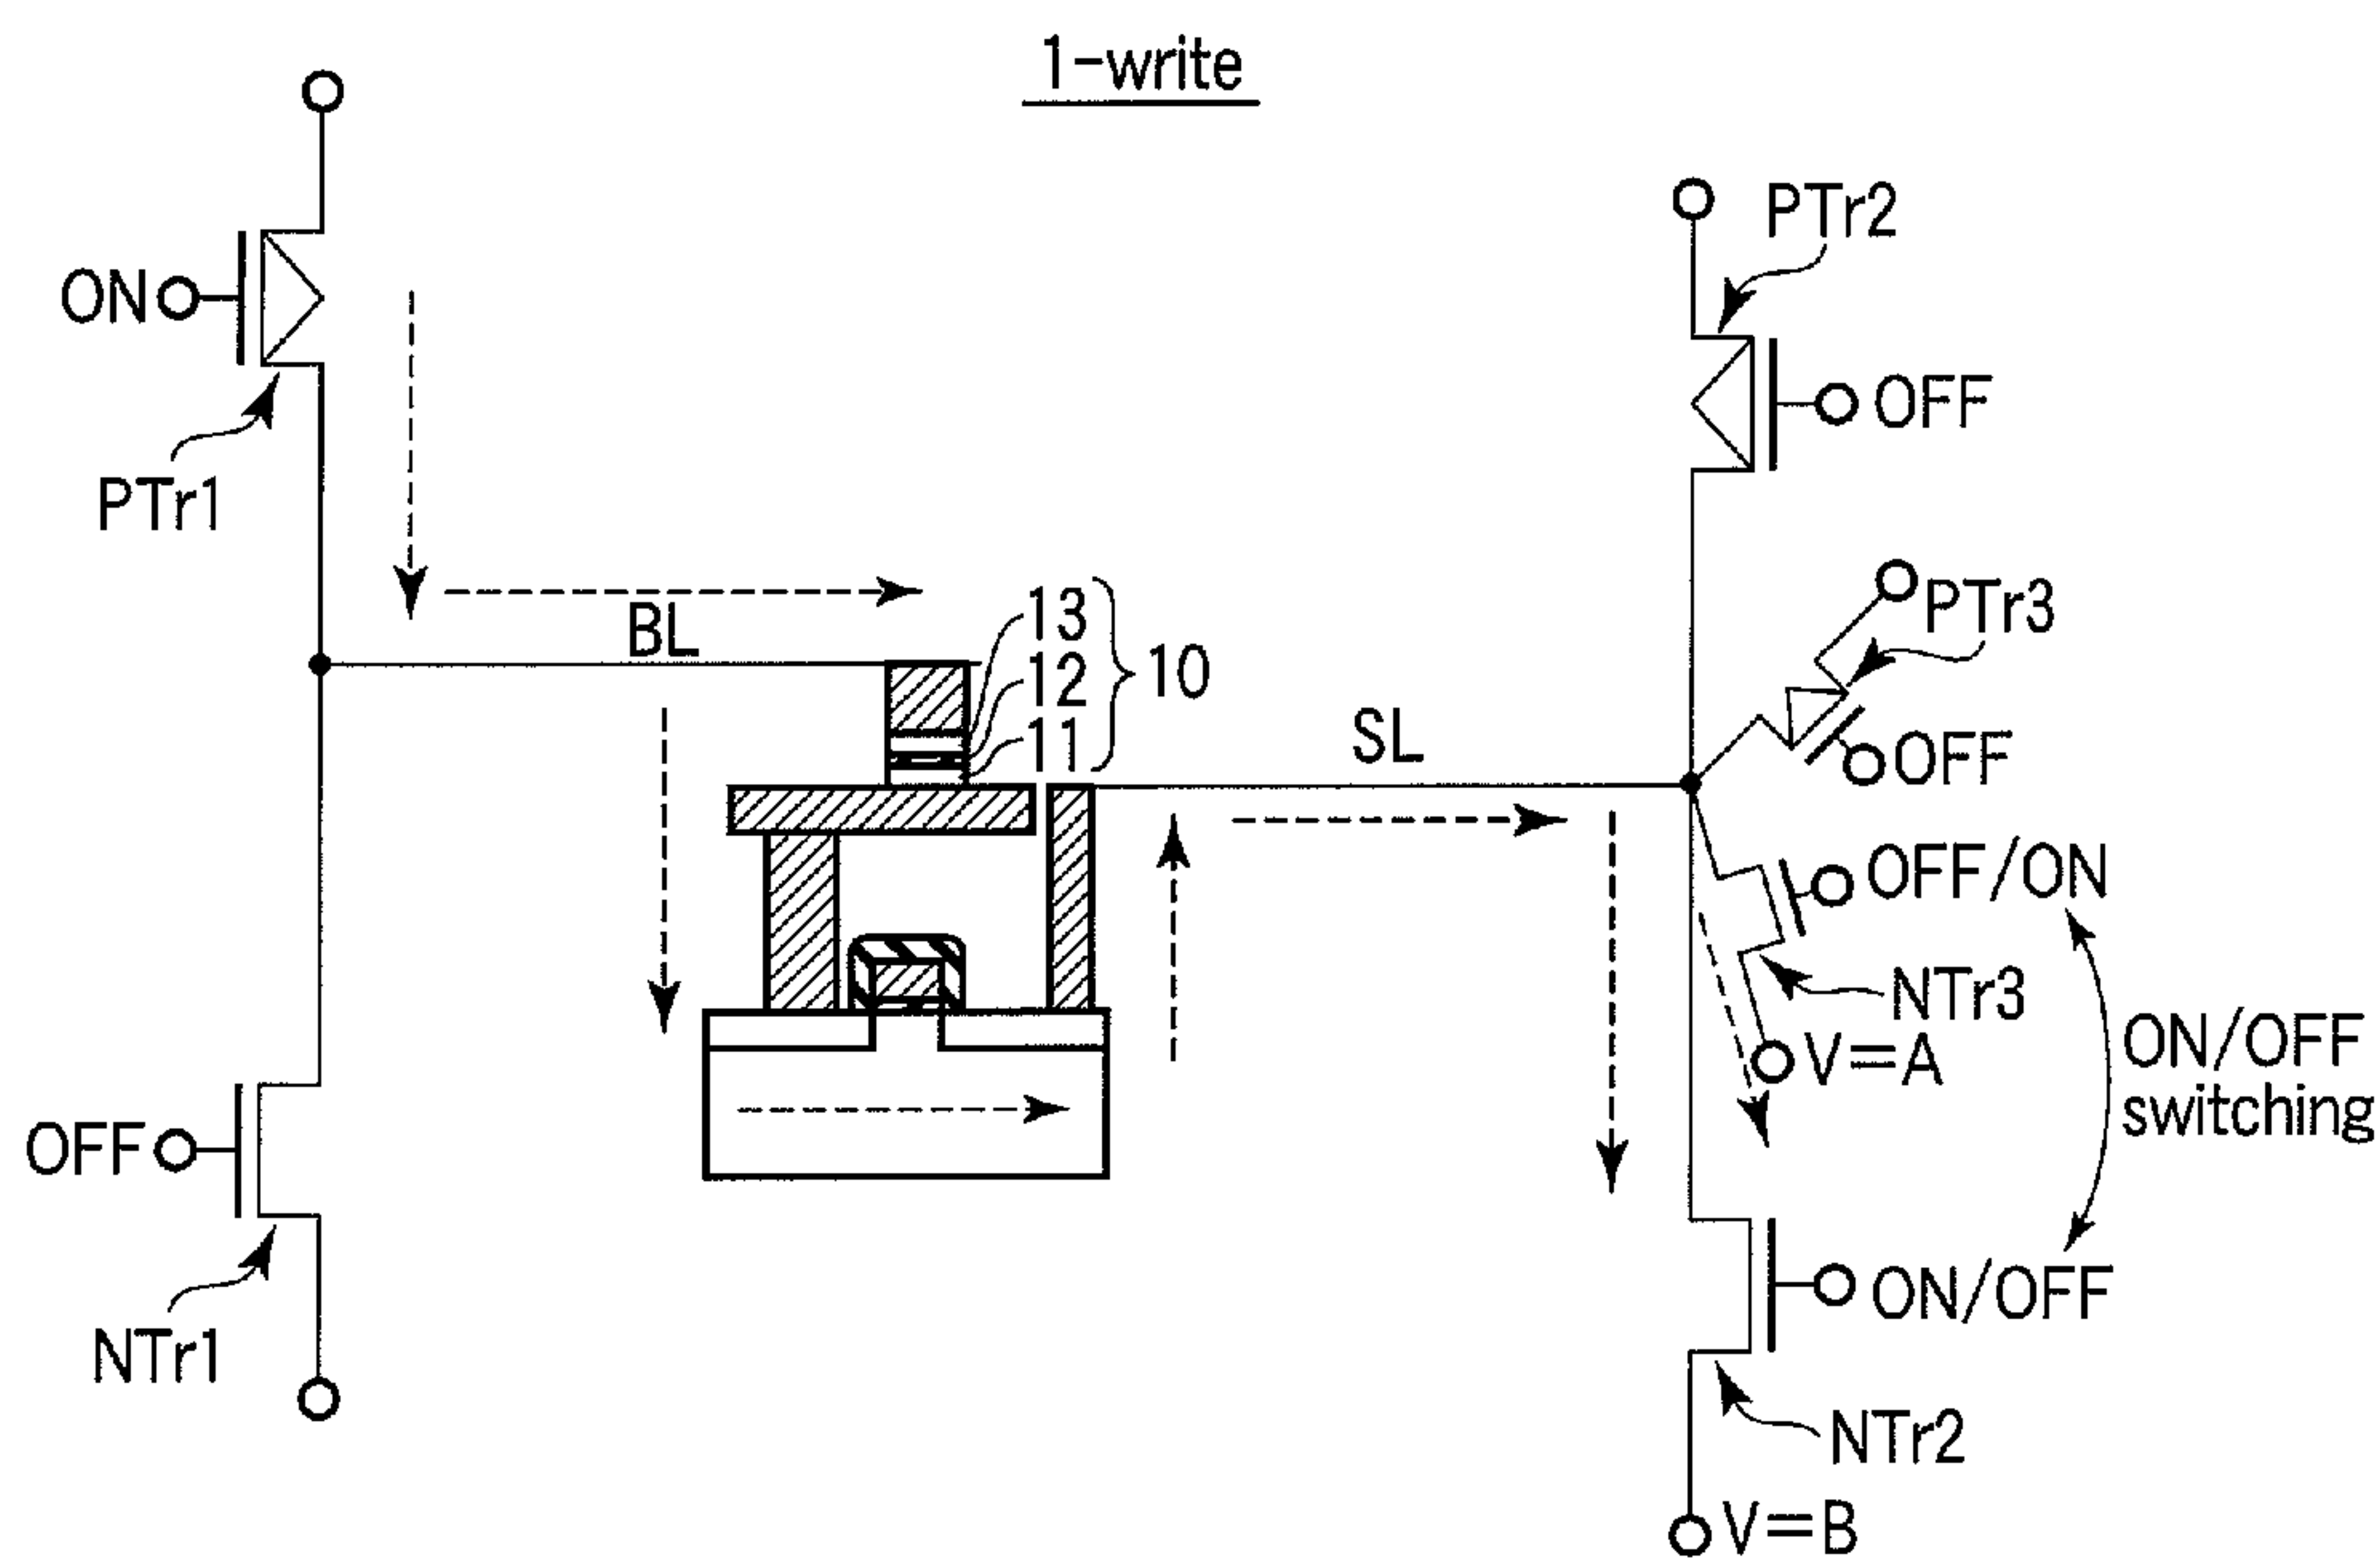 1-write
PTr2
ON
OFF
PTr1
PTr3
13
BL
12
10
11
SL
OFF
OFF/ON
NTr3
ON/OFF
switching
V=A
OFF
ON/OFF
NTr1
NTr2
V=B